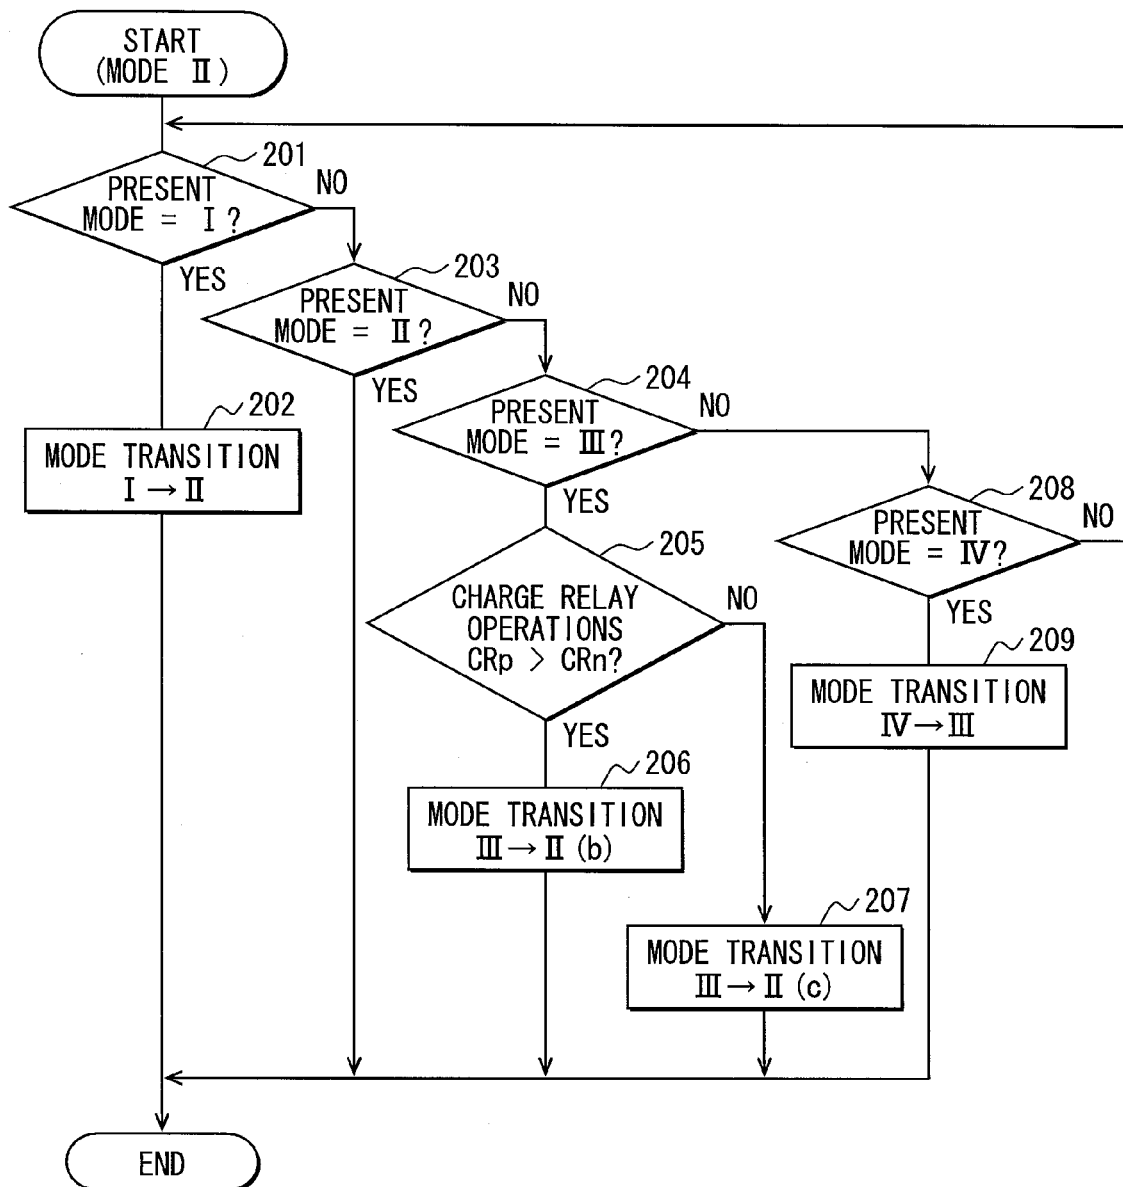 START
(MODE Ⅱ)
201
PRESENT
MODE = Ⅰ?
NO
YES
203
PRESENT
MODE = Ⅱ?
NO
YES
204
PRESENT
MODE = Ⅲ?
NO
YES
202
MODE TRANSITION
Ⅰ→Ⅱ
208
PRESENT
MODE = Ⅳ?
NO
YES
205
CHARGE RELAY
OPERATIONS
CRp > CRn?
NO
YES
209
MODE TRANSITION
Ⅳ→Ⅲ
206
MODE TRANSITION
Ⅲ→Ⅱ(b)
207
MODE TRANSITION
Ⅲ→Ⅱ(c)
END